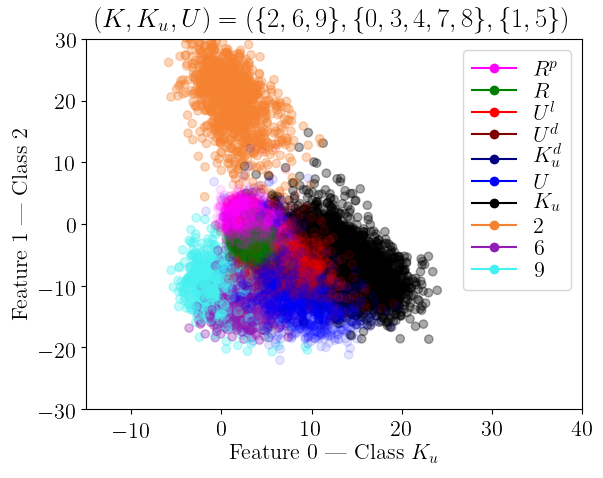 (K, K_u, U) = ({2, 6, 9}, {0, 3, 4, 7, 8}, {1, 5})
30
20
10
0
−10
−20
−30
Feature 1 — Class 2
R^p
R
U^l
U^d
K_u^d
U
K_u
2
6
9
−10
0
10
20
30
40
Feature 0 — Class K_u